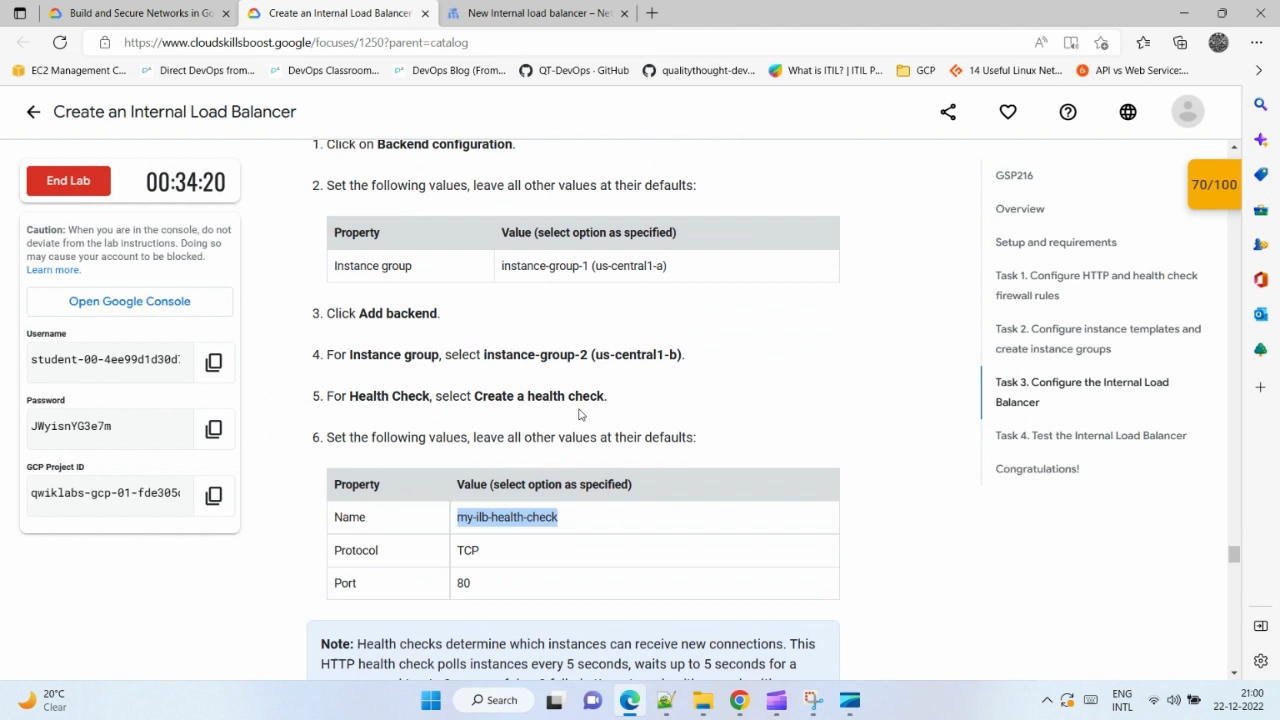 Build and Secure Networks in Go
Create an Internal Load Balancer
New Internal load balancer – Net
https://www.cloudskillsboost.google/focuses/1250?parent=catalog
EC2 Management C...
Direct DevOps from...
DevOps Classroom...
DevOps Blog (From...
QT-DevOps · GitHub
qualitythought-dev...
What is ITIL? | ITIL P...
GCP
14 Useful Linux Net...
API vs Web Service:...
Create an Internal Load Balancer
End Lab
00:34:20
Caution: When you are in the console, do not
deviate from the lab instructions. Doing so
may cause your account to be blocked.
Learn more.
Open Google Console
Username
student-00-4ee99d1d30d
Password
JWyisnYG3e7m
GCP Project ID
qwiklabs-gcp-01-fde305
1. Click on Backend configuration.
2. Set the following values, leave all other values at their defaults:
Property Value (select option as specified)
Instance group instance-group-1 (us-central1-a)
3. Click Add backend.
4. For Instance group, select instance-group-2 (us-central1-b).
5. For Health Check, select Create a health check.
6. Set the following values, leave all other values at their defaults:
Property Value (select option as specified)
Name my-ilb-health-check
Protocol TCP
Port 80
Note: Health checks determine which instances can receive new connections. This
HTTP health check polls instances every 5 seconds, waits up to 5 seconds for a
GSP216
Overview
Setup and requirements
Task 1. Configure HTTP and health check
firewall rules
Task 2. Configure instance templates and
create instance groups
Task 3. Configure the Internal Load
Balancer
Task 4. Test the Internal Load Balancer
Congratulations!
70/100
20°C
Clear
Search
ENG
INTL
21:00
22-12-2022